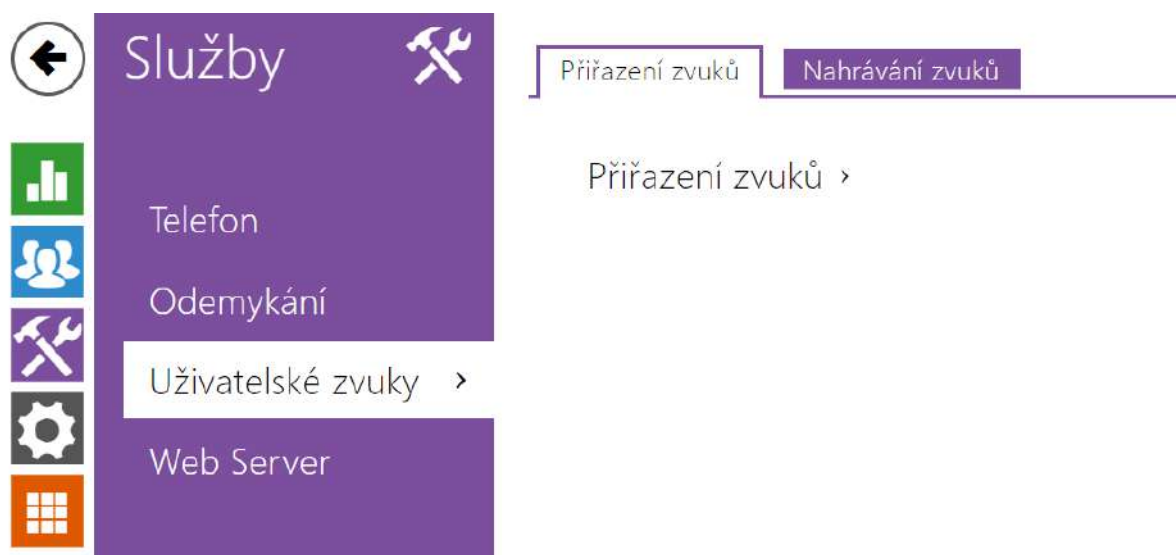 Služby
Telefon
Odemykání
Uživatelské zvuky
Web Server
Přiřazení zvuků
Nahrávání zvuků
Přiřazení zvuků